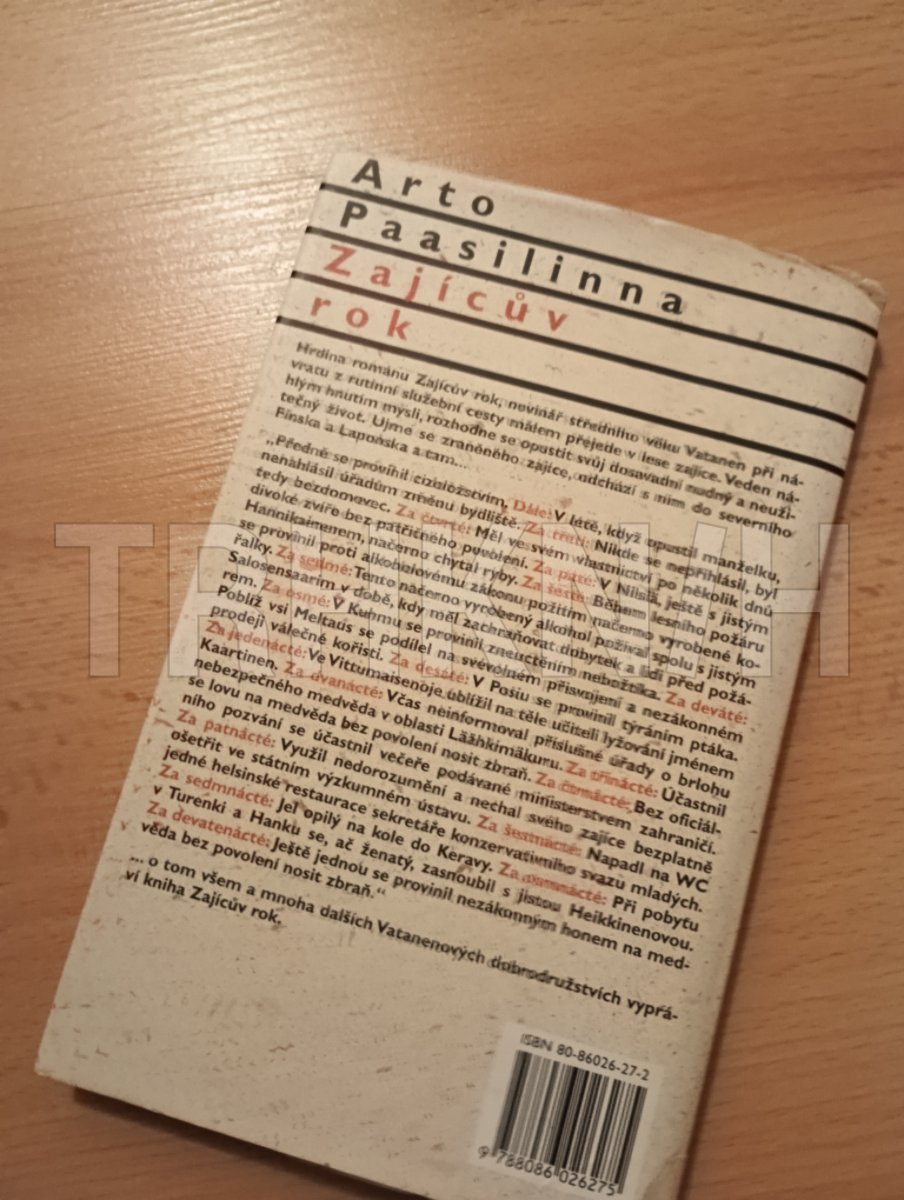 Arto
Paasilinna
Zajícův
rok
Hrdina románu Zajícův rok, novinář středního věku Vatanen při ná-
vratu z rutinní služební cesty málem přejede v lese zajíce. Veden ná-
hlým hnutím mysli, rozhodne se opustit svůj dosavadní nudný a neuži-
tečný život. Ujme se zraněného zajíce, odchází s ním do severního
Finska a Laponska a tam...
„Předně se provinil cizoložstvím, Dále: V létě, když opustil manželku,
nenahlásil úřadům změnu bydliště. Za třetí: Nikde se nepřihlásil, byl
tedy bezdomovec. Za čtvrté: Měl ve svém vlastnictví po několik dnů
divoké zvíře bez patřičného povolení. Za páté: V Nilsiä, ještě s jistým
Hannikainenem, načerno chytal ryby. Za šesté: Během lesního požáru
se provinil proti alkoholovému zákonu požitím načerno vyrobené ko-
řalky. Za sedmé: Tento načerno vyrobený alkohol požíval spolu s jistým
Salosensaarim v době, kdy měl zachraňovat dobytek a lidi před požá-
rem. Za osmé: V Kuhmu se provinil zneuctěním nebožtíka. Za deváté:
Poblíž vsi Meltaus se podílel na svévolném přisvojení a nezákonném
prodeji válečné kořisti. Za desáté: V Posiu se provinil týráním ptáka.
Za jedenácté: Ve Vittumaisenoje ublížil na těle učiteli lyžování jménem
Kaartinen. Za dvanácté: Včas neinformoval příslušné úřady o brlohu
nebezpečného medvěda v oblasti Läähkimäkuru. Za třinácté: Účastnil
se lovu na medvěda bez povolení nosit zbraň. Za čtrnácté: Bez oficiál-
ního pozvání se účastnil večeře podávané ministerstvem zahraničí.
Za patnácté: Využil nedorozumění a nechal svého zajíce bezplatně
ošetřit ve státním výzkumném ústavu. Za šestnácté: Napadl na WC
jedné helsinské restaurace sekretáře konzervativního svazu mladých.
Za sedmnácté: Jel opilý na kole do Keravy. Za osmnácté: Při pobytu
v Turenki a Hanku se, ač ženatý, zasnoubil s jistou Heikkinenovou.
Za devatenácté: Ještě jednou se provinil nezákonným honem na med-
věda bez povolení nosit zbraň.“
... o tom všem a mnoha dalších Vatanenových dobrodružstvích vyprá-
ví kniha Zajícův rok.
ISBN 80-86026-27-2
9 788086 026275